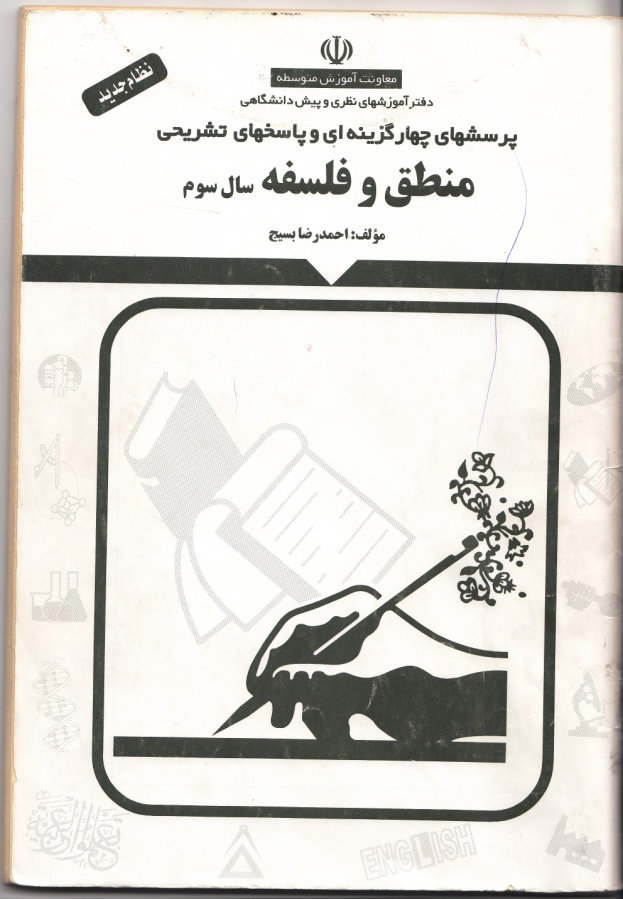 نظام جدید
معاونت آموزش متوسطه
دفتر آموزشهای نظری و پیش دانشگاهی
پرسشهای چهارگزینه ای و پاسخهای تشریحی
منطق و فلسفه سال سوم
مؤلف: احمدرضا بسیج
ENGLISH